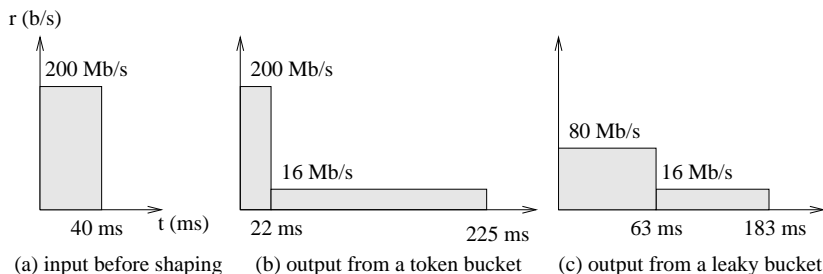 r (b/s)
200 Mb/s
40 ms
t (ms)
(a) input before shaping
200 Mb/s
16 Mb/s
22 ms
225 ms
(b) output from a token bucket
80 Mb/s
16 Mb/s
63 ms
183 ms
(c) output from a leaky bucket